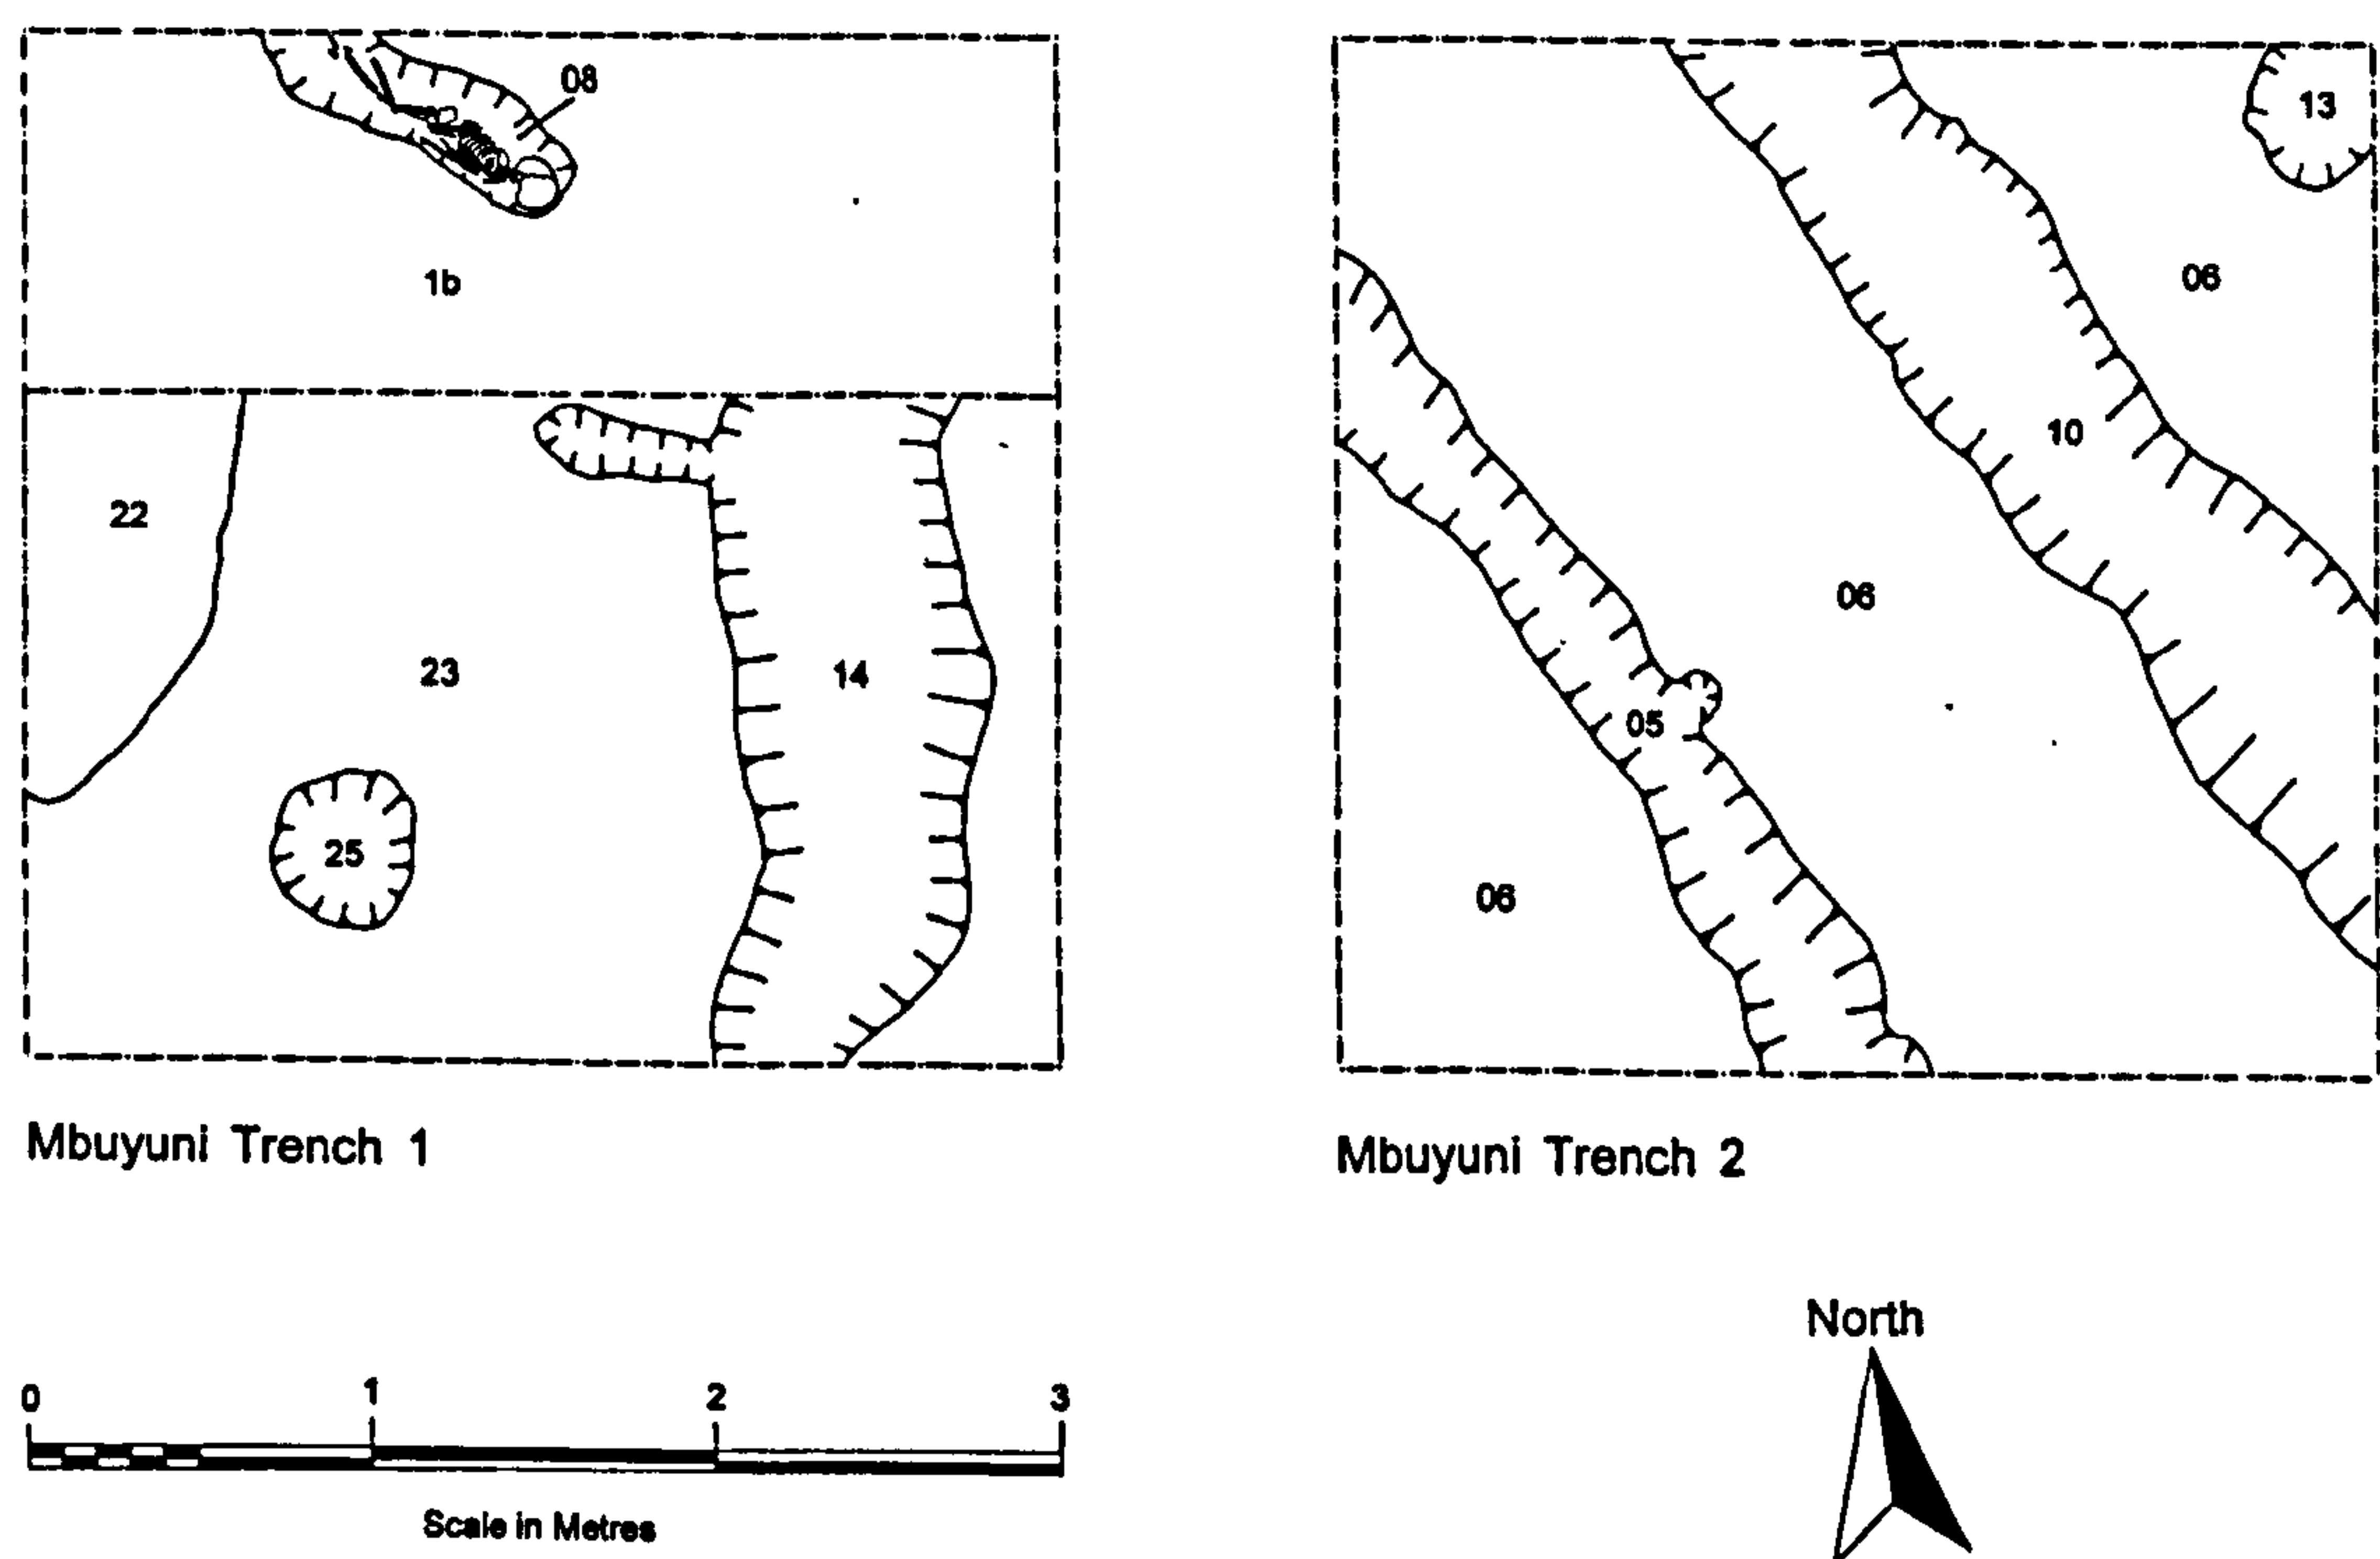 08
1b
22
23
14
25
Mbuyuni Trench 1
13
06
10
06
05
06
Mbuyuni Trench 2
0 1 2 3
Scale in Metres
North